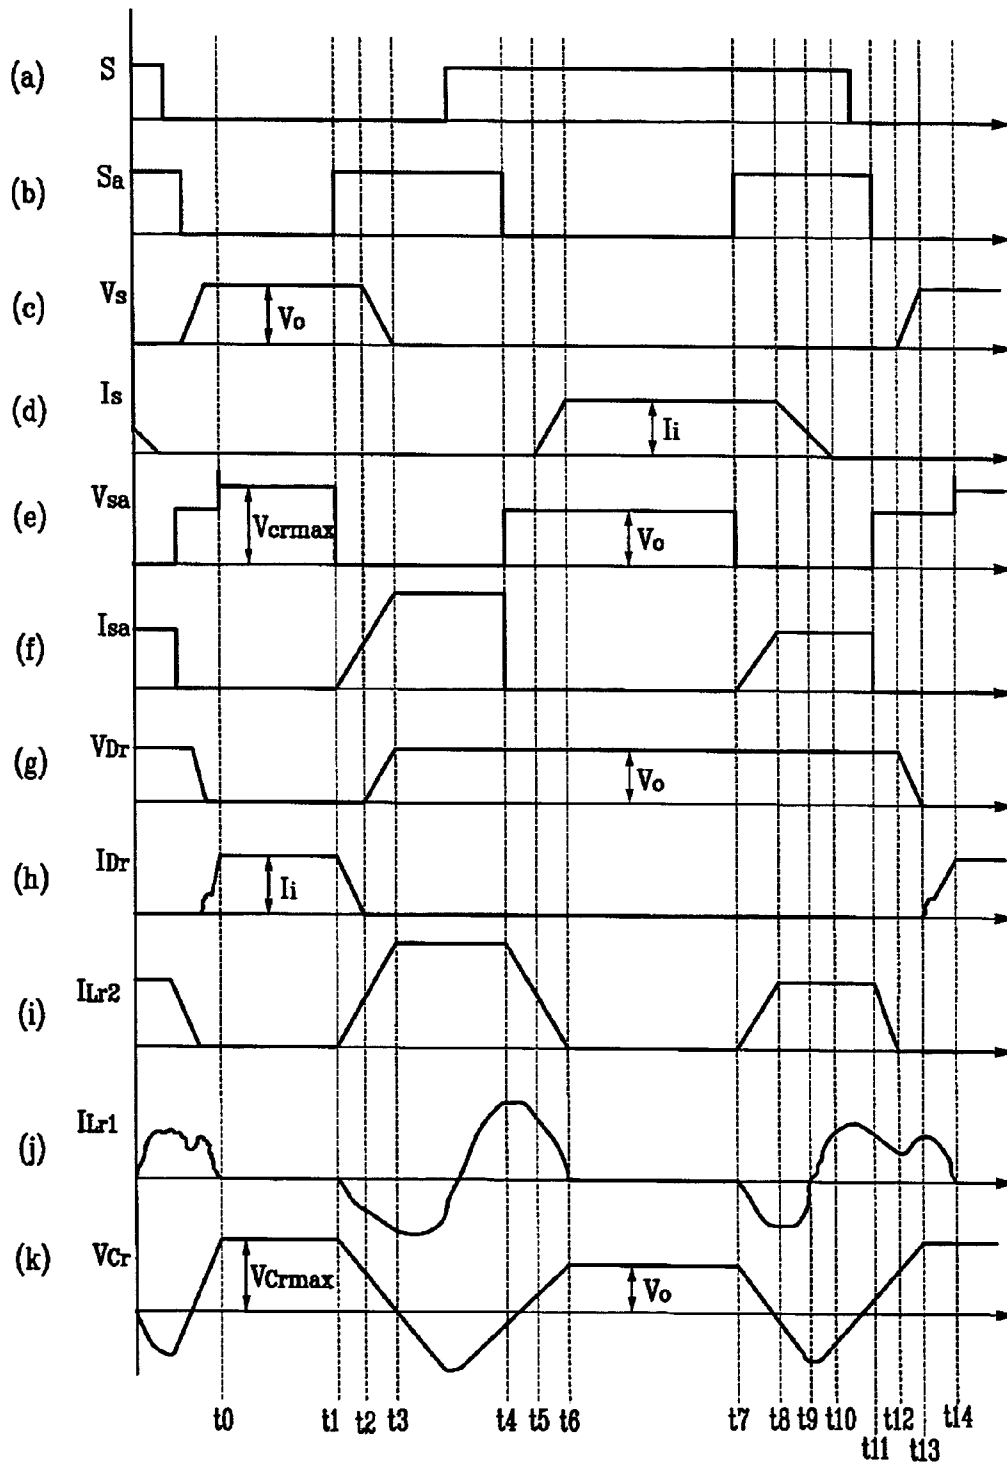 (a) S
(b) Sa
(c) Vs Vo
(d) Is Ii
(e) Vsa Vcrmax Vo
(f) Isa
(g) VDr Vo
(h) IDr Ii
(i) ILr2
(j) ILr1
(k) VCr VCrmax Vo
t0 t1 t2 t3 t4 t5 t6 t7 t8 t9 t10 t12 t14
t11 t13